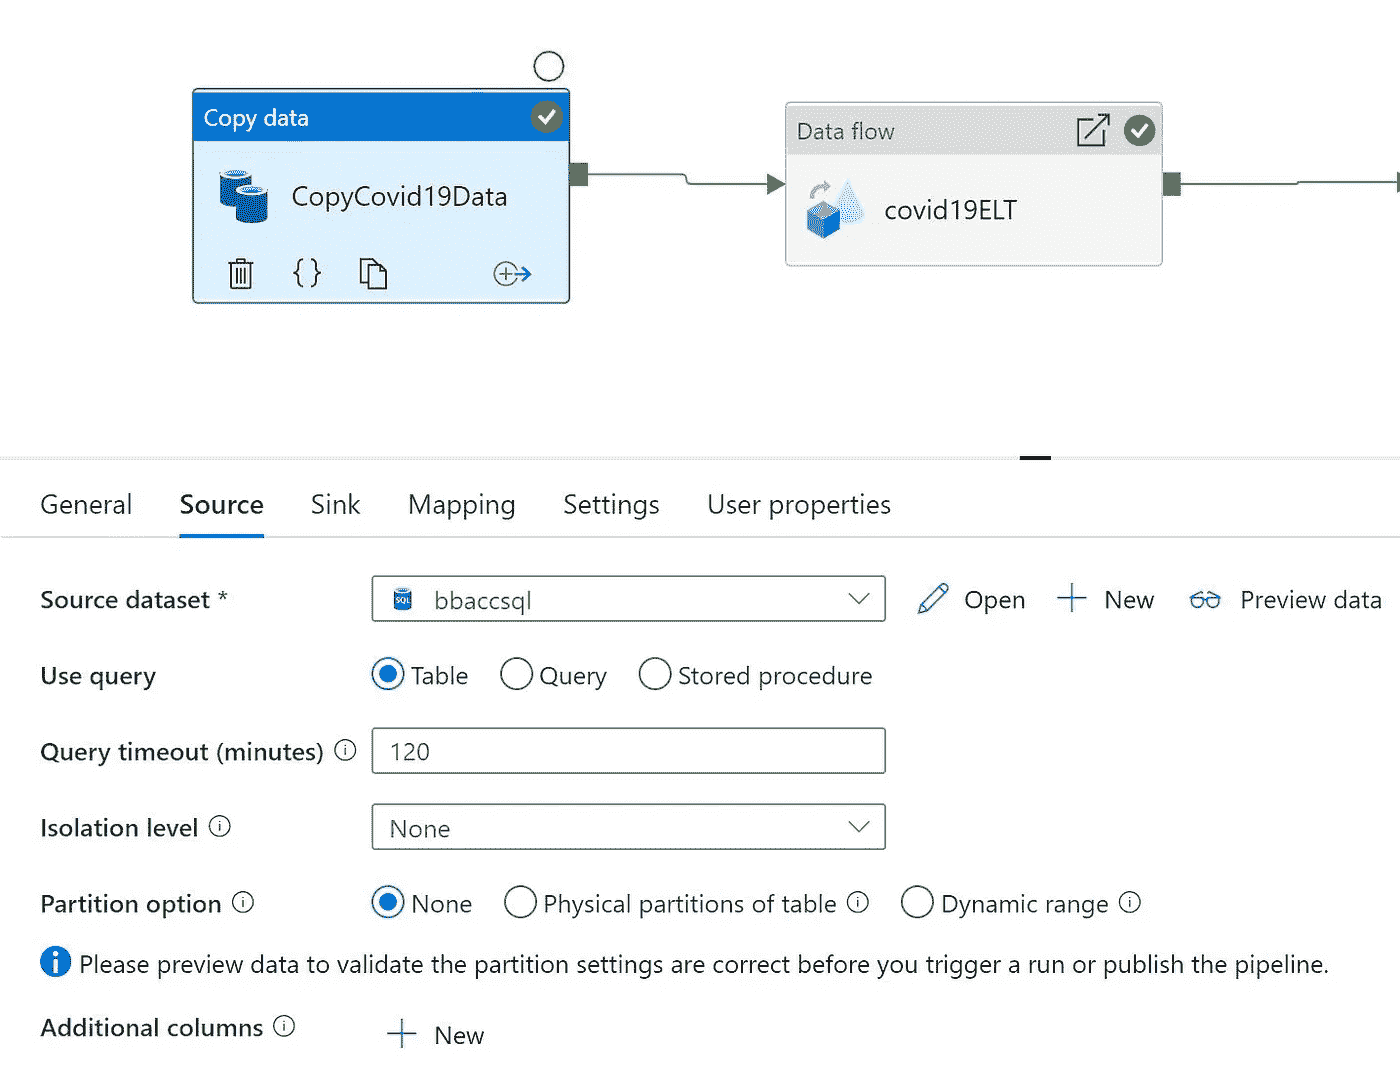 Copy data
CopyCovid19Data
Data flow
covid19ELT
General Source Sink Mapping Settings User properties
Source dataset * SQL bbaccsql Open New Preview data
Use query Table Query Stored procedure
Query timeout (minutes) 120
Isolation level None
Partition option None Physical partitions of table Dynamic range
Please preview data to validate the partition settings are correct before you trigger a run or publish the pipeline.
Additional columns New